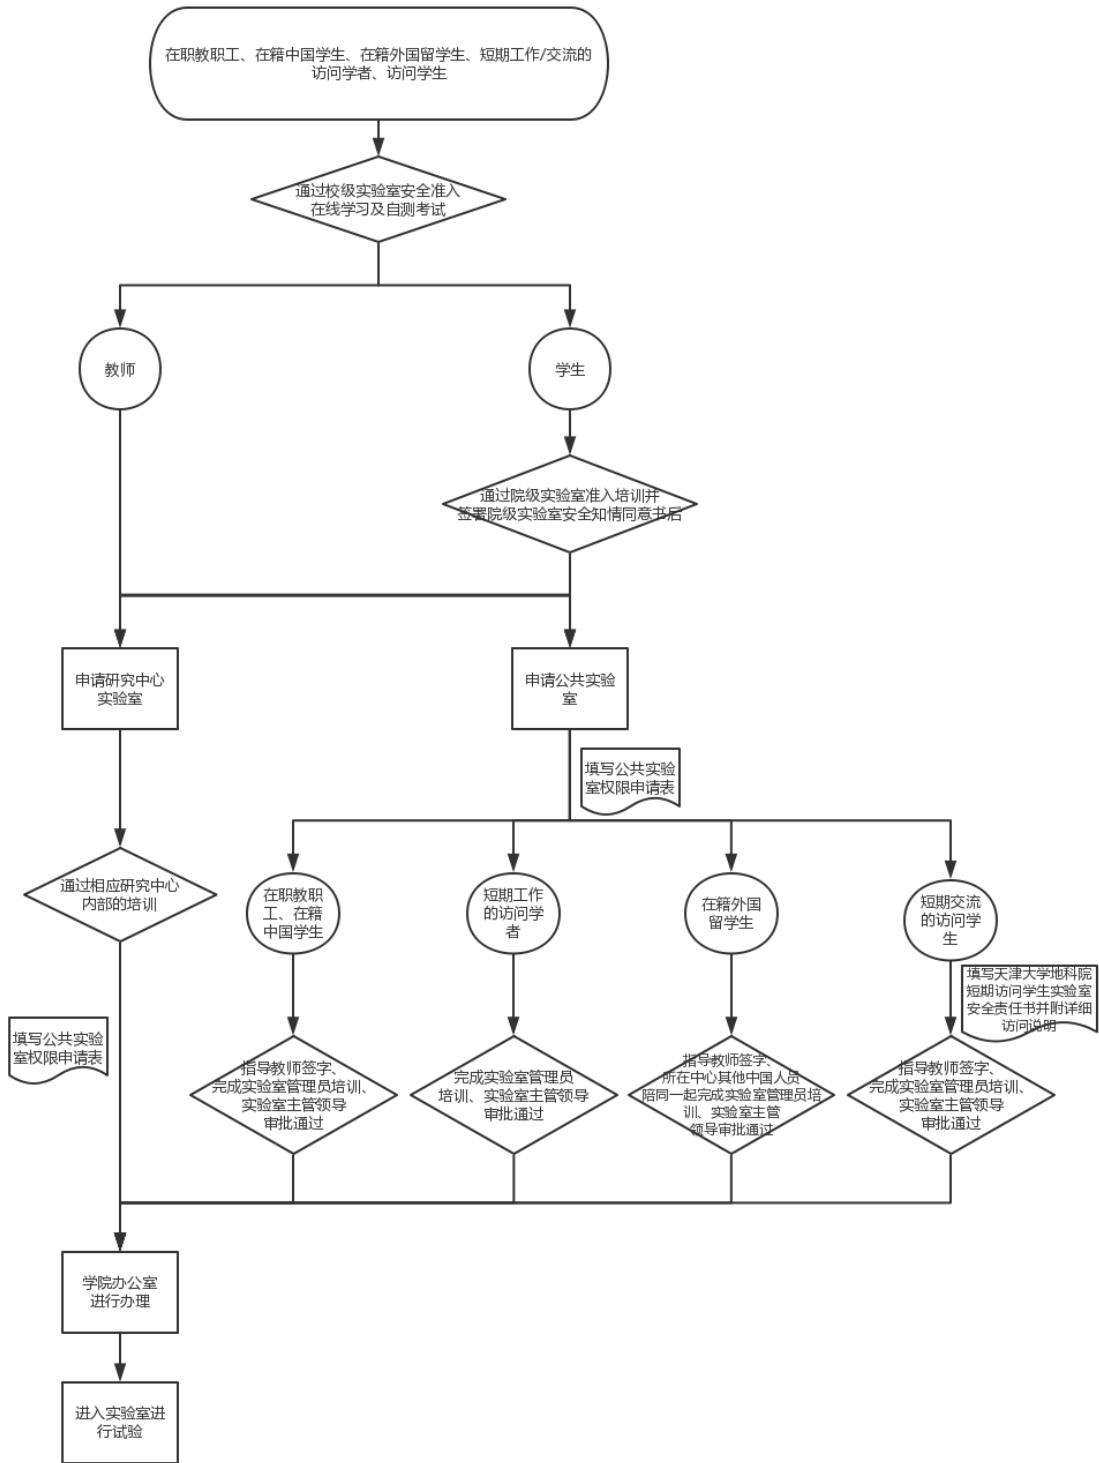 在职教职工、在籍中国学生、在籍外国留学生、短期工作/交流的
访问学者、访问学生
通过校级实验室安全准入
在线学习及自测考试
教师
学生
通过院级实验室准入培训并
签署院级实验室安全知情同意书后
申请研究中心
实验室
申请公共实验
室
填写公共实验
室权限申请表
通过相应研究中心
内部的培训
在职教职
工、在籍
中国学生
短期工作
的访问学
者
在籍外国
留学生
短期交流
的访问学
生
填写天津大学地科院
短期访问学生实验室
安全责任书并附详细
访问说明
填写公共实验
室权限申请表
指导教师签字、
完成实验室管理员培训、
实验室主管领导
审批通过
完成实验室管理员
培训、实验室主管领导
审批通过
指导教师签字、
所在中心其他中国人员
陪同一起完成实验室管理员培
训、实验室主管
领导审批通过
指导教师签字、
完成实验室管理员培训、
实验室主管领导
审批通过
学院办公室
进行办理
进入实验室进
行试验